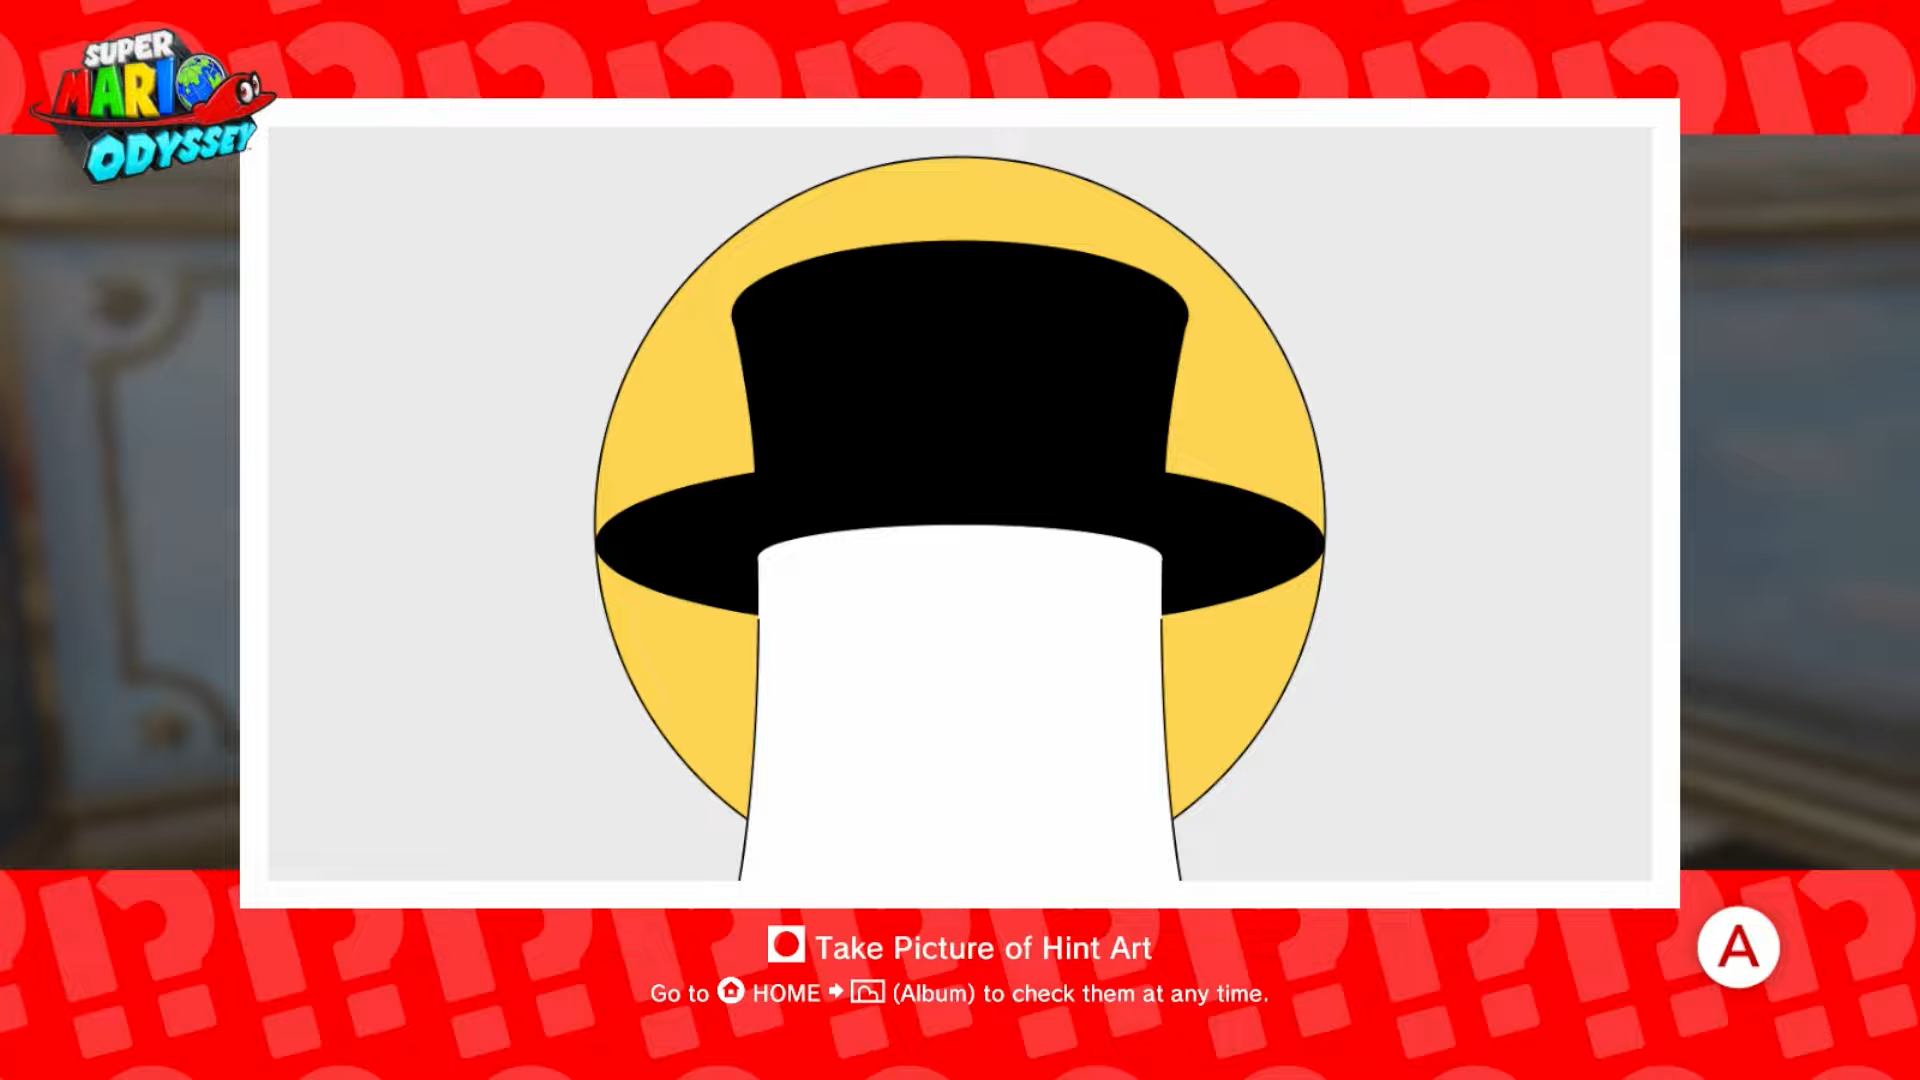 SUPER
MARIO
ODYSSEY
Take Picture of Hint Art
Go to HOME → (Album) to check them at any time.
A